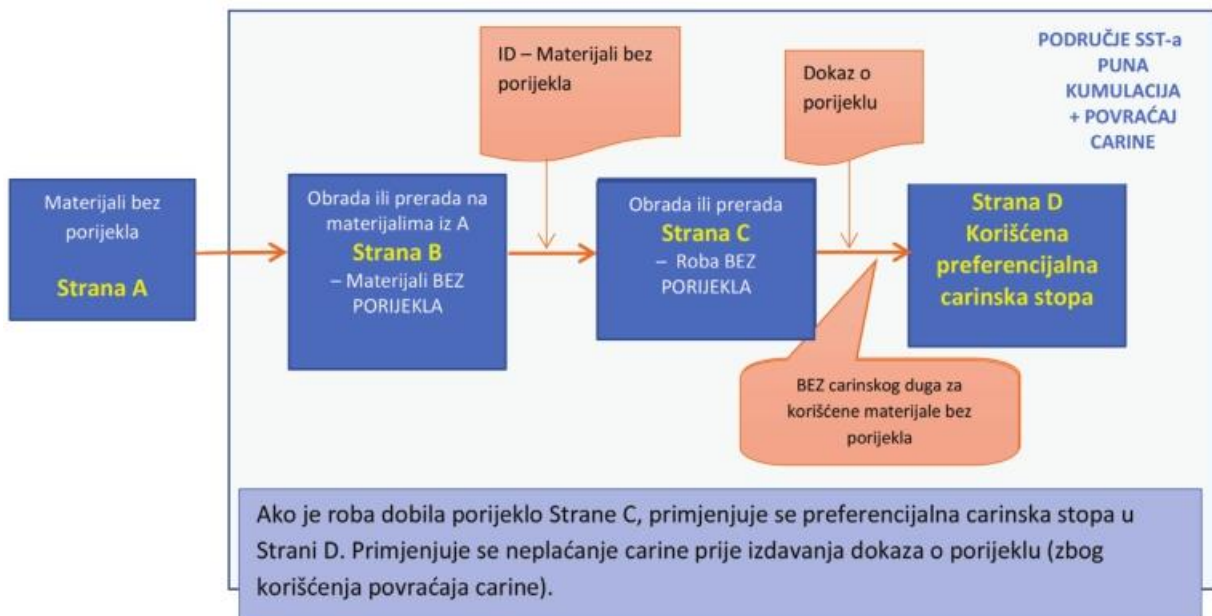 PODRUČJE SST-a
PUNA
KUMULACIJA
+ POVRAĆAJ
CARINE
ID – Materijali bez
porijekla
Dokaz o
porijeklu
Materijali bez
porijekla
Strana A
Obrada ili prerada na
materijalima iz A
Strana B
– Materijali BEZ
PORIJEKLA
Obrada ili prerada
Strana C
– Roba BEZ
PORIJEKLA
Strana D
Korišćena
preferencijalna
carinska stopa
BEZ carinskog duga za
korišćene materijale bez
porijekla
Ako je roba dobila porijeklo Strane C, primjenjuje se preferencijalna carinska stopa u
Strani D. Primjenjuje se neplaćanje carine prije izdavanja dokaza o porijeklu (zbog
korišćenja povraćaja carine).